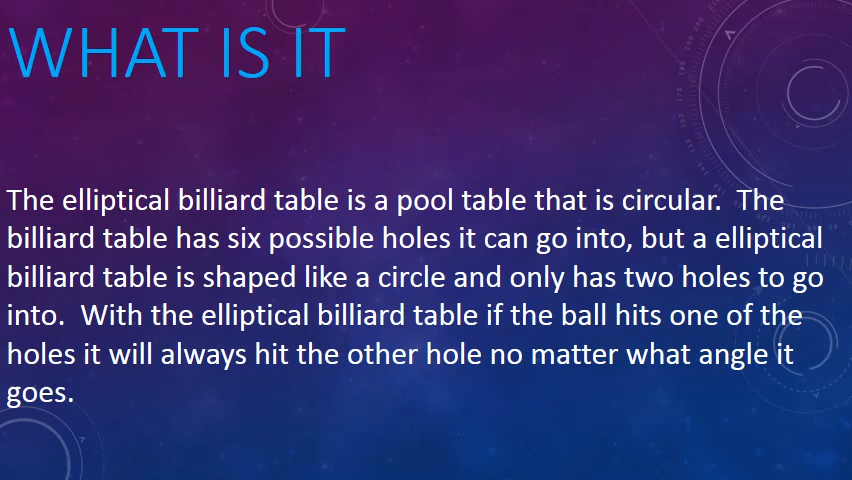 WHAT IS IT
The elliptical billiard table is a pool table that is circular.  The
billiard table has six possible holes it can go into, but a elliptical
billiard table is shaped like a circle and only has two holes to go
into.  With the elliptical billiard table if the ball hits one of the
holes it will always hit the other hole no matter what angle it
goes.